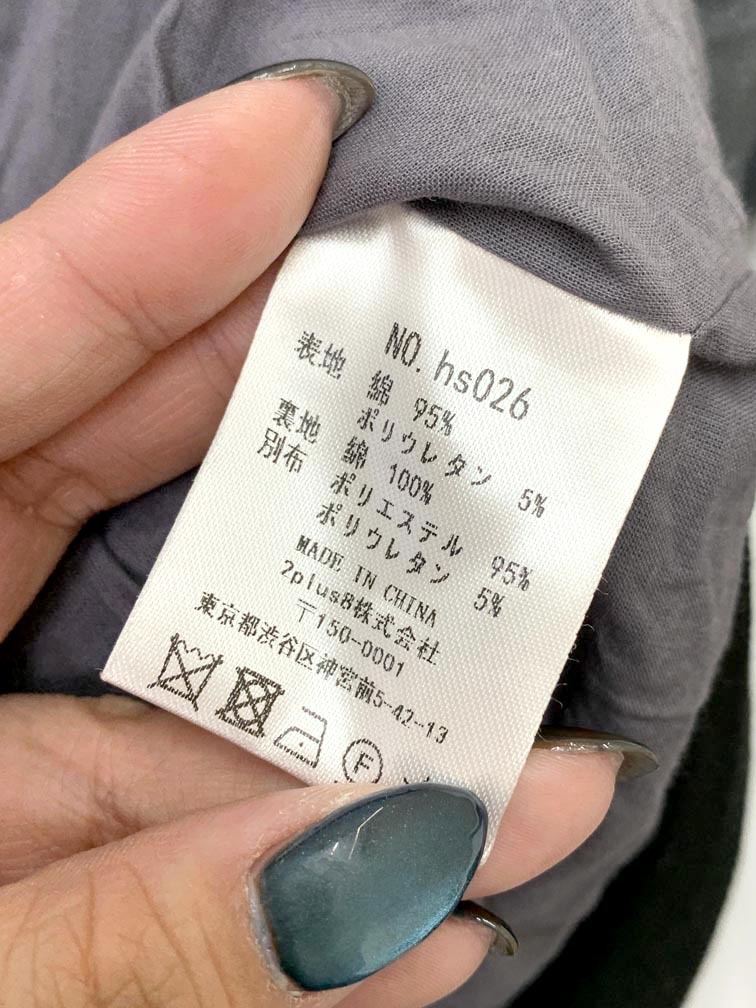 NO. hs026
表地 綿 95%
ポリウレタン 5%
裏地 綿 100%
別布 ポリエステル 95%
ポリウレタン 5%
MADE IN CHINA
2plus8株式会社
〒150-0001
東京都渋谷区神宮前5-42-13
F